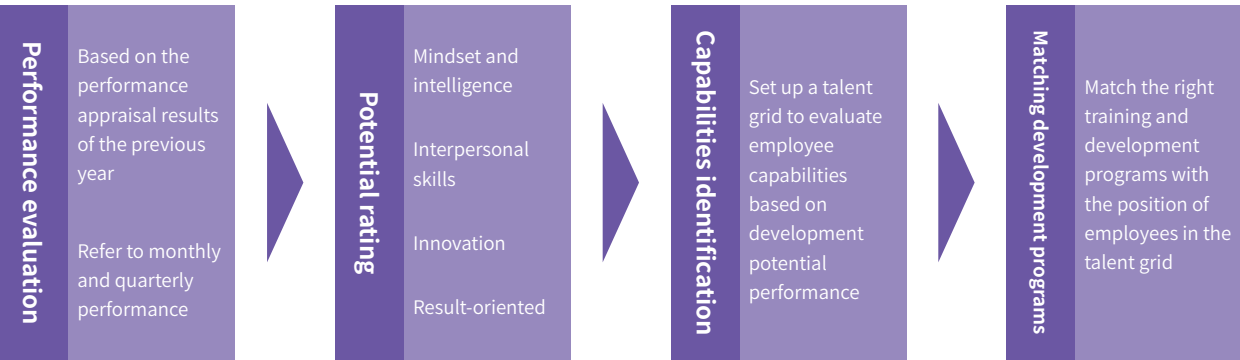 Performance evaluation
Based on the
performance
appraisal results
of the previous
year
Refer to monthly
and quarterly
performance
Potential rating
Mindset and
intelligence
Interpersonal
skills
Innovation
Result-oriented
Capabilities identification
Set up a talent
grid to evaluate
employee
capabilities
based on
development
potential
performance
Matching development programs
Match the right
training and
development
programs with
the position of
employees in the
talent grid